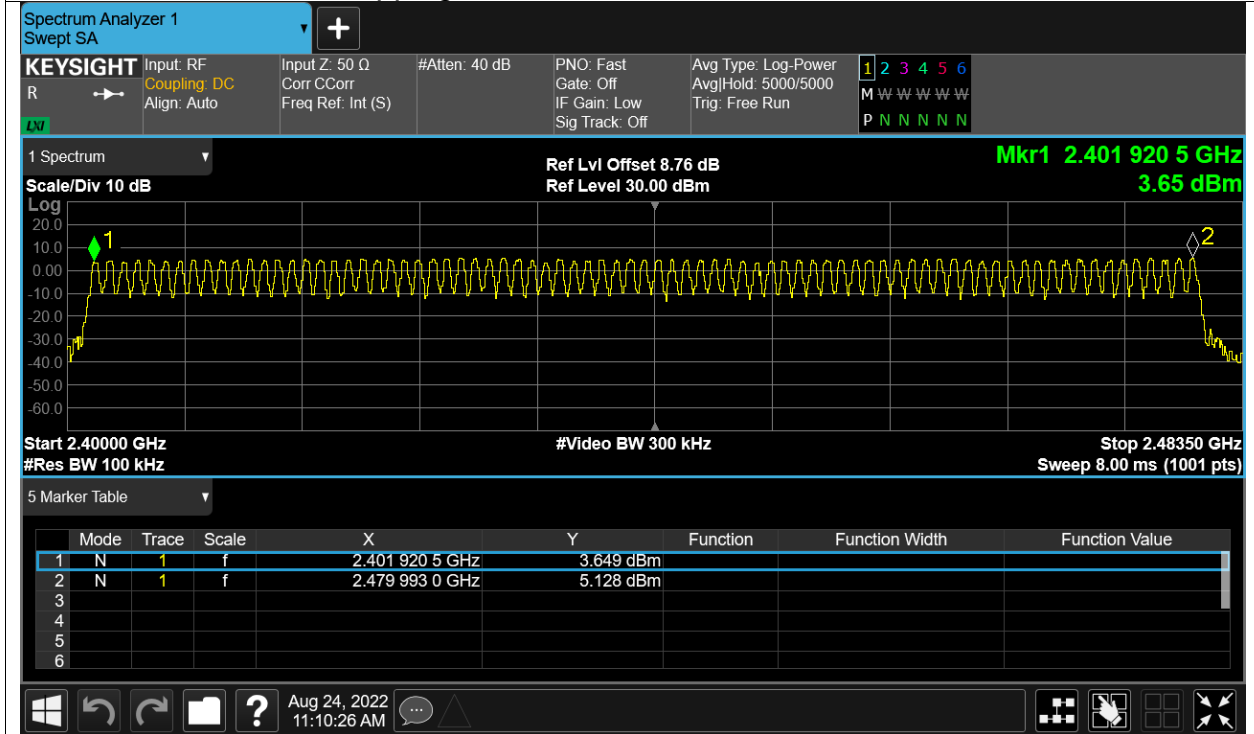 Spectrum Analyzer 1
Swept SA
+
KEYSIGHT Input: RF Input Z: 50 Ω #Atten: 40 dB PNO: Fast Avg Type: Log-Power 1 2 3 4 5 6
R Coupling: DC Corr CCorr Gate: Off Avg|Hold: 5000/5000 M W W W W W
Align: Auto Freq Ref: Int (S) IF Gain: Low Trig: Free Run
LXI Sig Track: Off P N N N N N
1 Spectrum Ref Lvl Offset 8.76 dB Mkr1 2.401 920 5 GHz
Scale/Div 10 dB Ref Level 30.00 dBm 3.65 dBm
Log
20.0
10.0 1 2
0.00
-10.0
-20.0
-30.0
-40.0
-50.0
-60.0
Start 2.40000 GHz #Video BW 300 kHz Stop 2.48350 GHz
#Res BW 100 kHz Sweep 8.00 ms (1001 pts)
5 Marker Table
Mode Trace Scale X Y Function Function Width Function Value
1 N 1 f 2.401 920 5 GHz 3.649 dBm
2 N 1 f 2.479 993 0 GHz 5.128 dBm
3
4
5
6
? Aug 24, 2022
11:10:26 AM